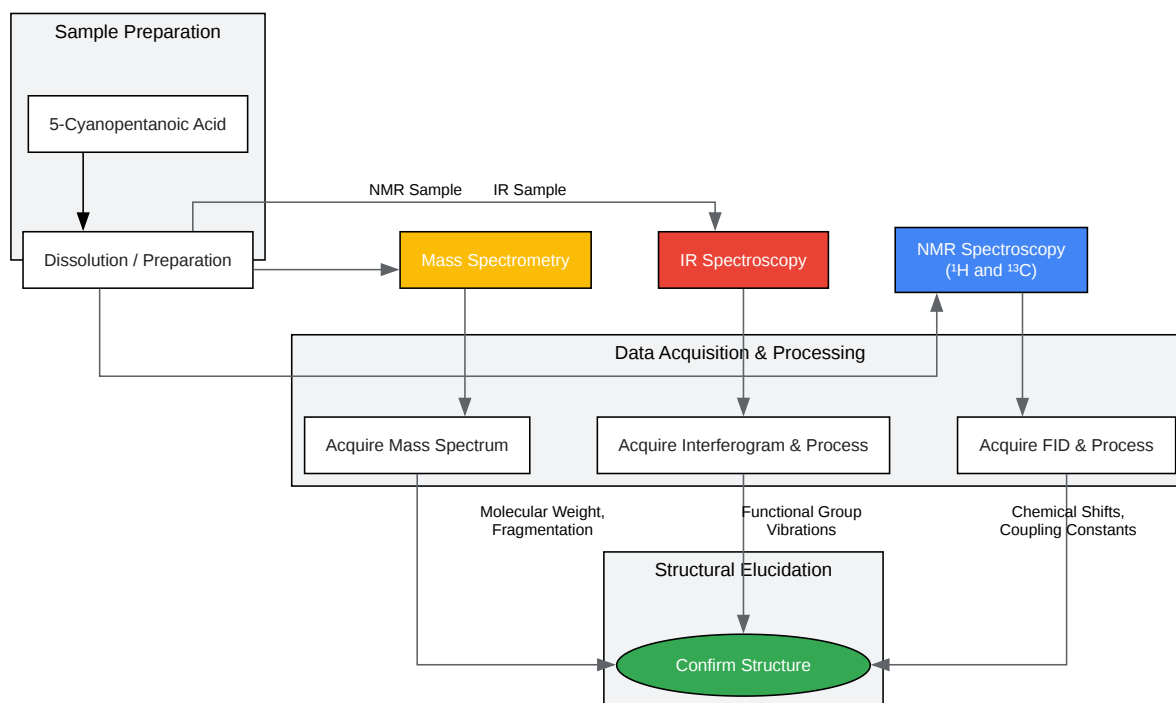 Sample Preparation
5-Cyanopentanoic Acid
NMR Sample
IR Sample
Dissolution / Preparation
Mass Spectrometry
IR Spectroscopy
NMR Spectroscopy
(¹H and ¹³C)
Data Acquisition & Processing
Acquire Mass Spectrum
Acquire Interferogram & Process
Acquire FID & Process
Molecular Weight,
Fragmentation
Functional Group
Vibrations
Chemical Shifts,
Coupling Constants
Structural Elucidation
Confirm Structure